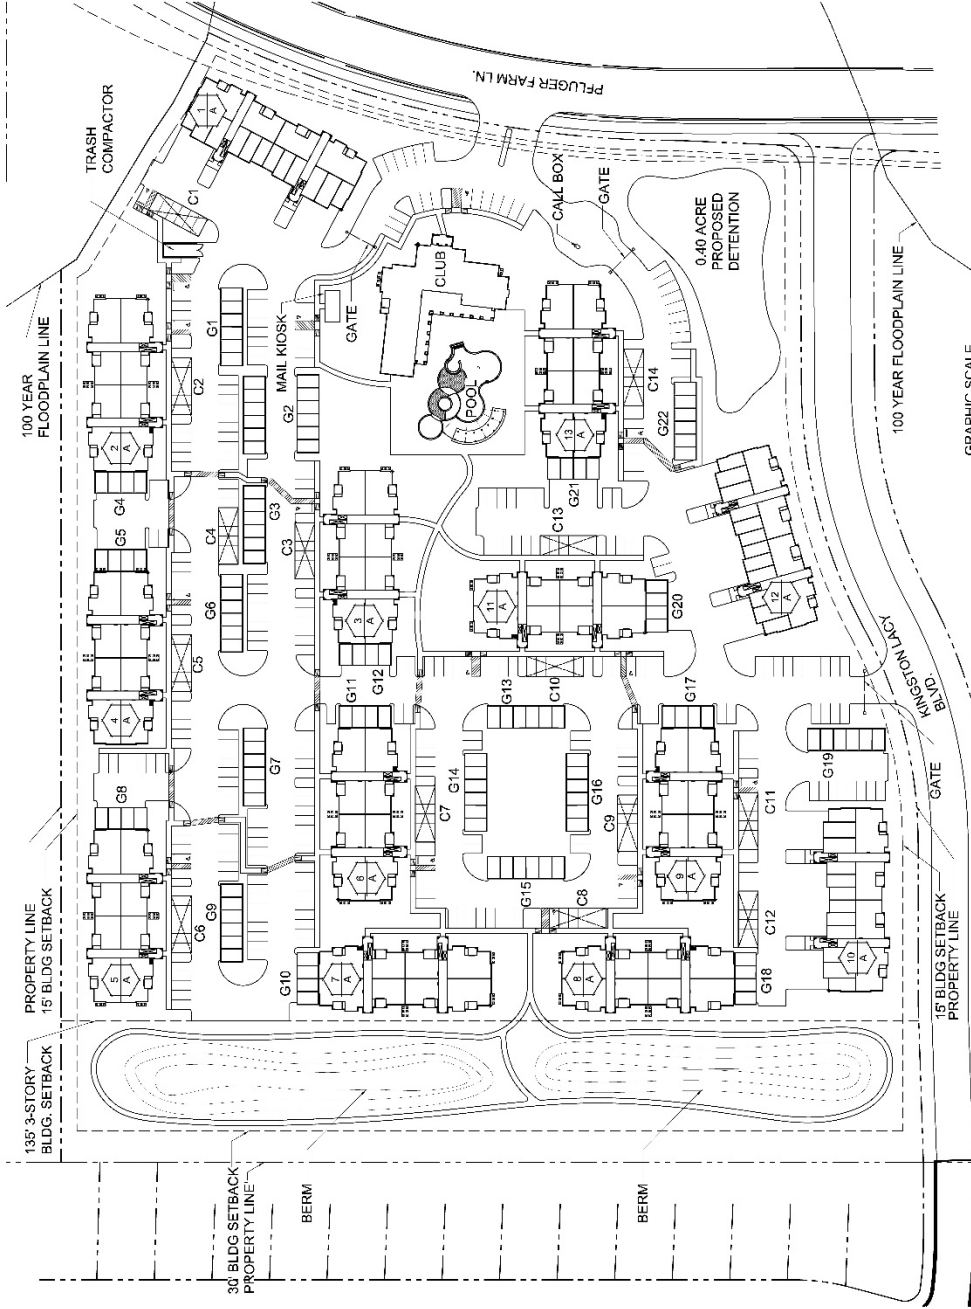 PFLUGER FARM LN.
TRASH
COMPACTOR
1
A
C1
CALL BOX
GATE
0.40 ACRE
PROPOSED
DETENTION
100 YEAR
FLOODPLAIN LINE
100 YEAR FLOODPLAIN LINE
GRAPHIC SCALE
CLUB
MAIL KIOSK
GATE
POOL
G1
C2
G2
2
A
G4
G5
C4
G3
C3
G6
C5
4
A
3
A
G12
G11
13
A
C14
G22
G21
C13
11
A
G20
12
A
C10
G13
G17
KINGSTON LACY
BLVD.
G8
G7
G14
C7
G16
C9
C11
G19
GATE
6
A
9
A
G15
C8
C12
G9
C6
5
A
G10
7
A
8
A
G18
10
A
PROPERTY LINE
15' BLDG SETBACK
15' BLDG SETBACK
PROPERTY LINE
135' 3-STORY
BLDG. SETBACK
30' BLDG SETBACK
PROPERTY LINE
BERM
BERM